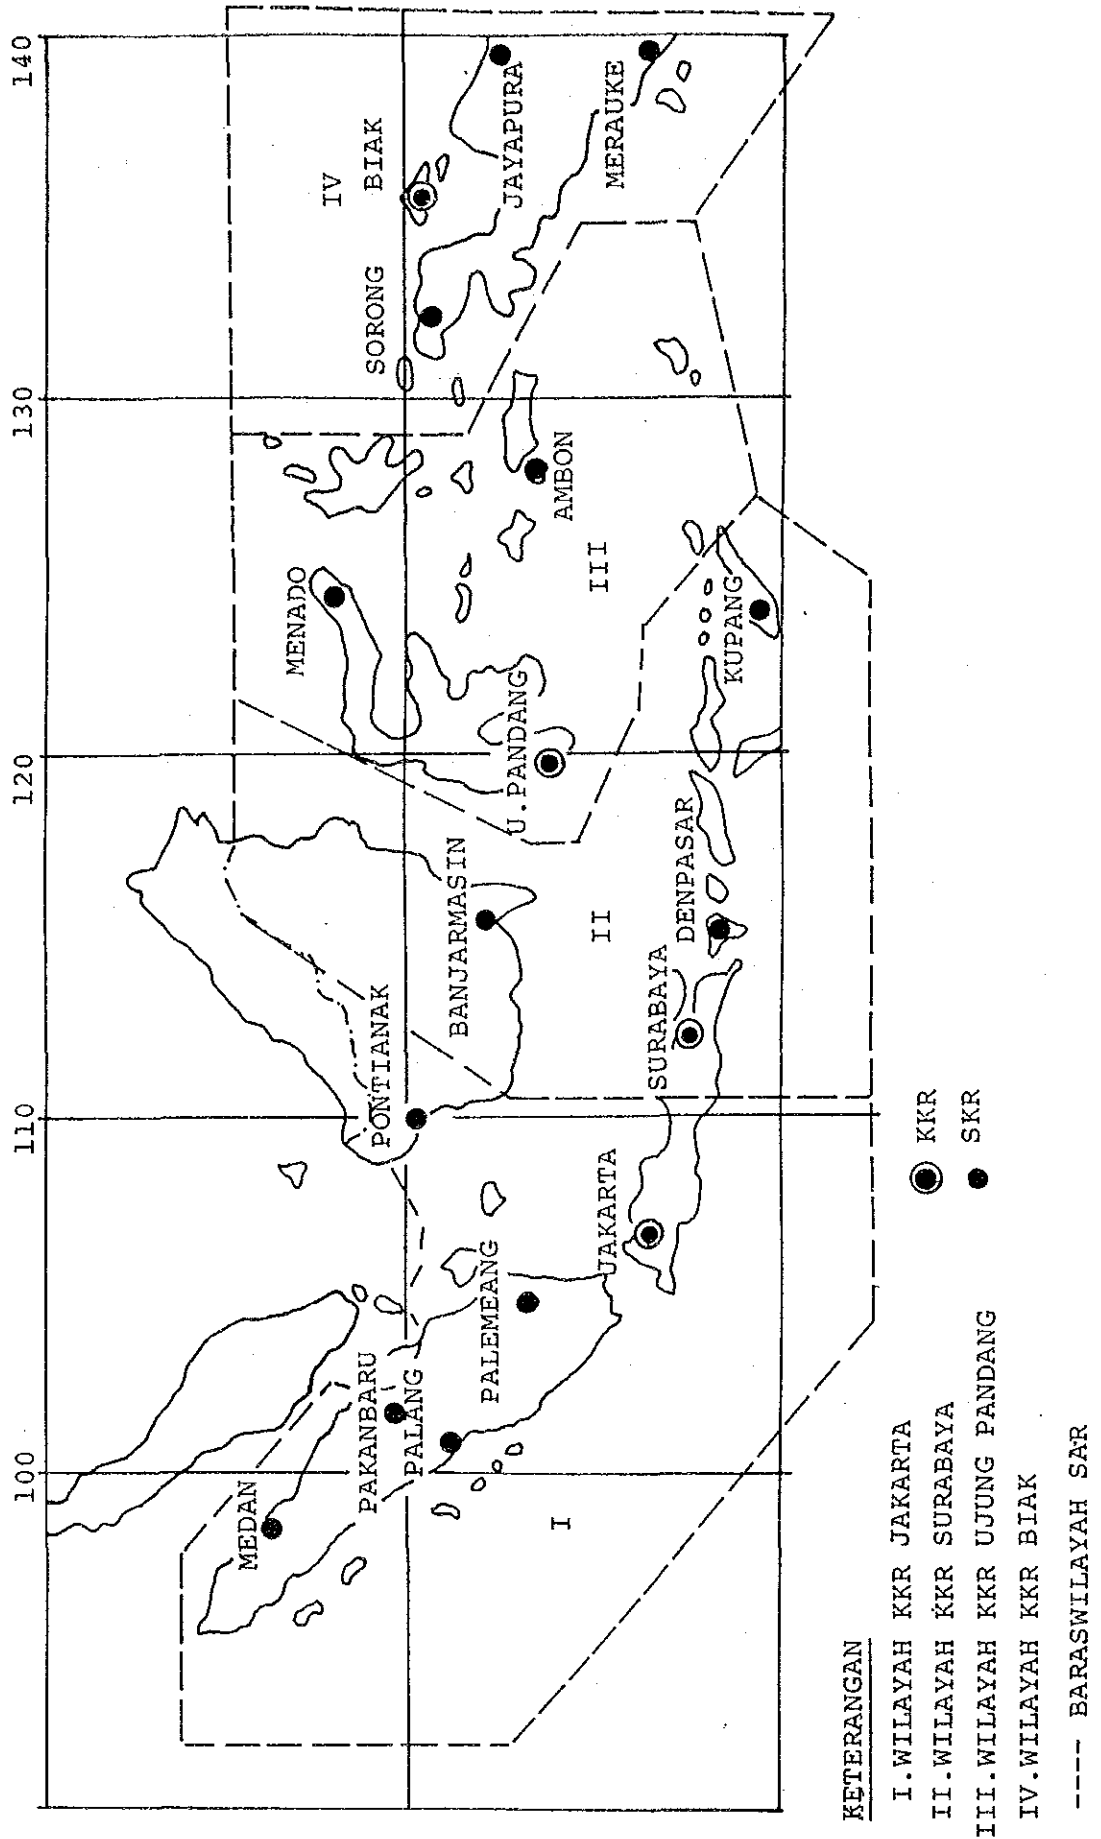 100
110
120
130
140
MEDAN
PAKANBARU
PALANG
PALEMEANG
JAKARTA
PONTIANAK
BANJARMASIN
SURABAYA
DENPASAR
KUPANG
U.PANDANG
MENADO
AMBON
SORONG
BIAK
JAYAPURA
MERAUKE
I
II
III
IV
KETERANGAN
I.WILAYAH KKR JAKARTA
II.WILAYAH KKR SURABAYA
III.WILAYAH KKR UJUNG PANDANG
IV.WILAYAH KKR BIAK
---- BARASWILAYAH SAR
KKR
SKR